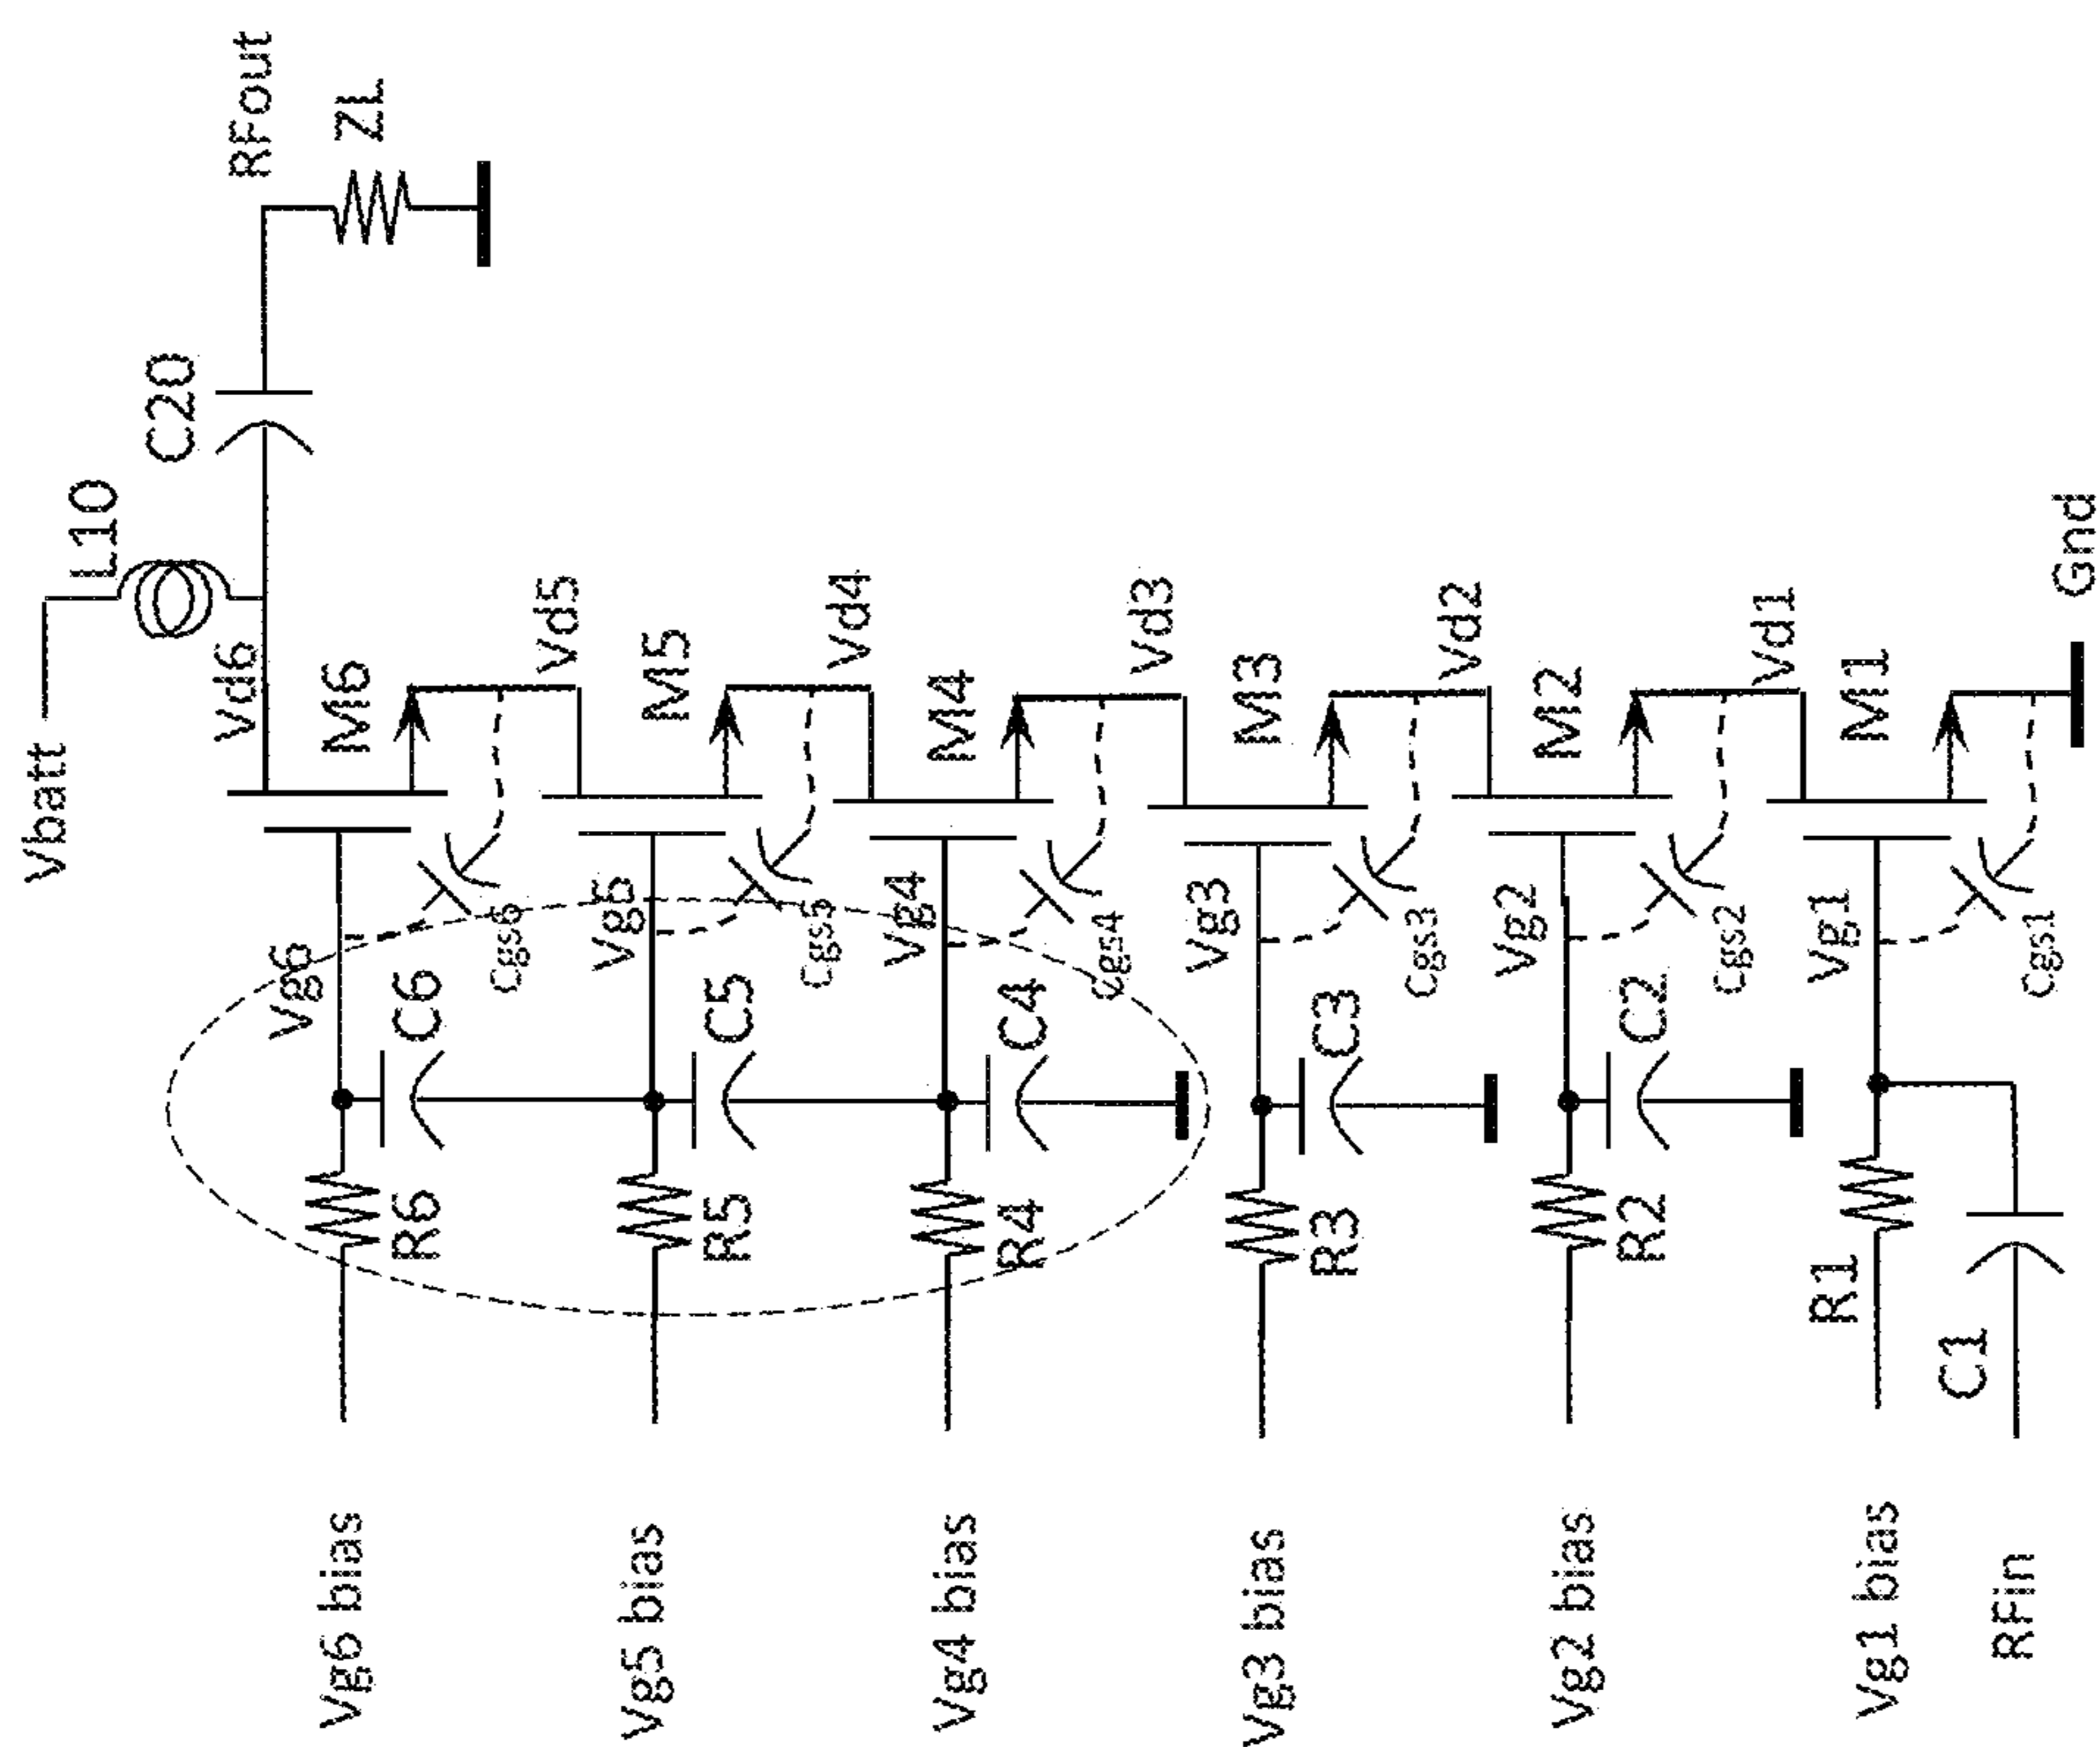 Vbatt
L10
C20
RFout
ZL
Vd6
M6
Vg6
Cgs6
C6
R6
Vg6 bias
Vd5
M5
Vg5
Cgs5
C5
R5
Vg5 bias
Vd4
M4
Vg4
Cgs4
C4
R4
Vg4 bias
Vd3
M3
Vg3
Cgs3
C3
R3
Vg3 bias
Vd2
M2
Vg2
Cgs2
C2
R2
Vg2 bias
Vd1
M1
Vg1
Cgs1
R1
Vg1 bias
C1
RFin
Gnd